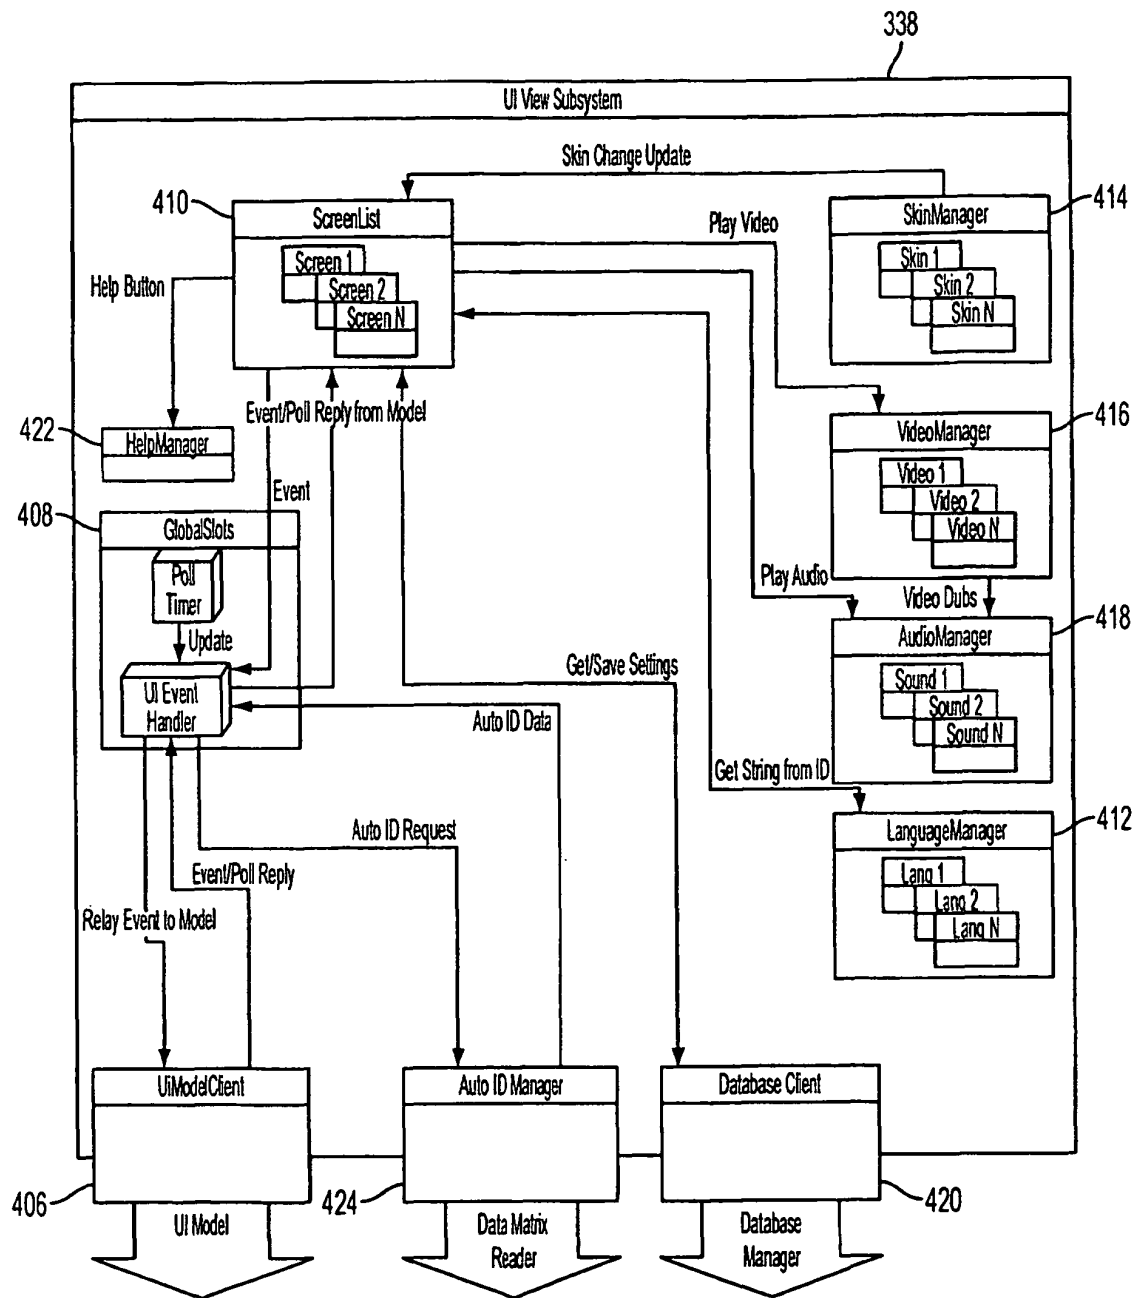 338
UI View Subsystem
Skin Change Update
410
ScreenList
Screen 1
Screen 2
Screen N
Play Video
SkinManager
414
Skin 1
Skin 2
Skin N
Help Button
Event/Poll Reply from Model
422
HelpManager
VideoManager
416
Video 1
Video 2
Video N
Event
408
GlobalSlots
Poll
Timer
Update
UI Event
Handler
Play Audio
Video Dubs
AudioManager
418
Sound 1
Sound 2
Sound N
Get/Save Settings
Auto ID Data
Get String from ID
LanguageManager
412
Lang 1
Lang 2
Lang N
Auto ID Request
Event/Poll Reply
Relay Event to Model
UiModelClient
Auto ID Manager
Database Client
406
424
420
UI Model
Data Matrix
Reader
Database
Manager